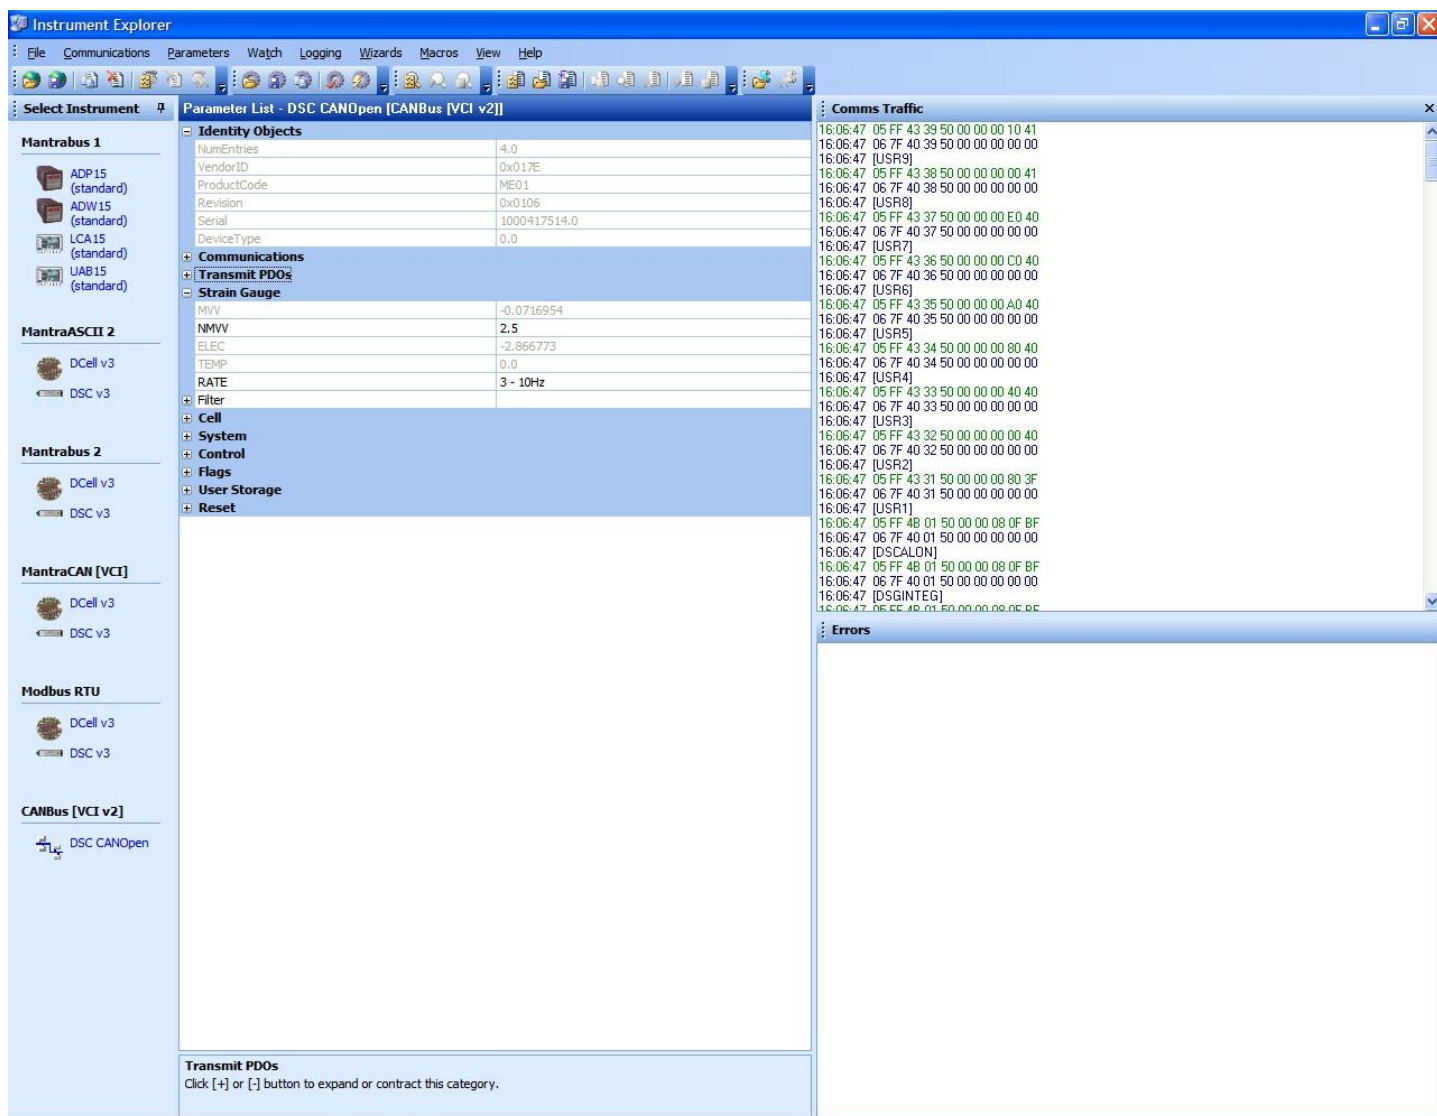 Instrument Explorer
File Communications Parameters Watch Logging Wizards Macros View Help
Select Instrument
Mantrabus 1
ADP15
(standard)
ADW15
(standard)
LCA15
(standard)
UAB15
(standard)
MantraASCII 2
DCell v3
DSC v3
Mantrabus 2
DCell v3
DSC v3
MantraCAN [VCI]
DCell v3
DSC v3
Modbus RTU
DCell v3
DSC v3
CANBus [VCI v2]
DSC CANOpen
Parameter List - DSC CANOpen [CANBus [VCI v2]]
Identity Objects
NumEntries 4.0
VendorID 0x017E
ProductCode ME01
Revision 0x0106
Serial 1000417514.0
DeviceType 0.0
Communications
Transmit PDOs
Strain Gauge
MVV -0.0716954
NMVV 2.5
ELEC -2.866773
TEMP 0.0
RATE 3 - 10Hz
Filter
Cell
System
Control
Flags
User Storage
Reset
Transmit PDOs
Click [+] or [-] button to expand or contract this category.
Comms Traffic
16:06:47 05 FF 43 39 50 00 00 00 10 41
16:06:47 06 7F 40 39 50 00 00 00 00 00
16:06:47 [USR9]
16:06:47 05 FF 43 38 50 00 00 00 00 41
16:06:47 06 7F 40 38 50 00 00 00 00 00
16:06:47 [USR8]
16:06:47 05 FF 43 37 50 00 00 00 E0 40
16:06:47 06 7F 40 37 50 00 00 00 00 00
16:06:47 [USR7]
16:06:47 05 FF 43 36 50 00 00 00 C0 40
16:06:47 06 7F 40 36 50 00 00 00 00 00
16:06:47 [USR6]
16:06:47 05 FF 43 35 50 00 00 00 A0 40
16:06:47 06 7F 40 35 50 00 00 00 00 00
16:06:47 [USR5]
16:06:47 05 FF 43 34 50 00 00 00 80 40
16:06:47 06 7F 40 34 50 00 00 00 00 00
16:06:47 [USR4]
16:06:47 05 FF 43 33 50 00 00 00 40 40
16:06:47 06 7F 40 33 50 00 00 00 00 00
16:06:47 [USR3]
16:06:47 05 FF 43 32 50 00 00 00 00 40
16:06:47 06 7F 40 32 50 00 00 00 00 00
16:06:47 [USR2]
16:06:47 05 FF 43 31 50 00 00 00 80 3F
16:06:47 06 7F 40 31 50 00 00 00 00 00
16:06:47 [USR1]
16:06:47 05 FF 4B 01 50 00 00 08 0F BF
16:06:47 06 7F 40 01 50 00 00 00 00 00
16:06:47 [DSCALON]
16:06:47 05 FF 4B 01 50 00 00 08 0F BF
16:06:47 06 7F 40 01 50 00 00 00 00 00
16:06:47 [DSGINTEG]
16:06:47 05 FF 4B 01 50 00 00 08 0F BF
Errors